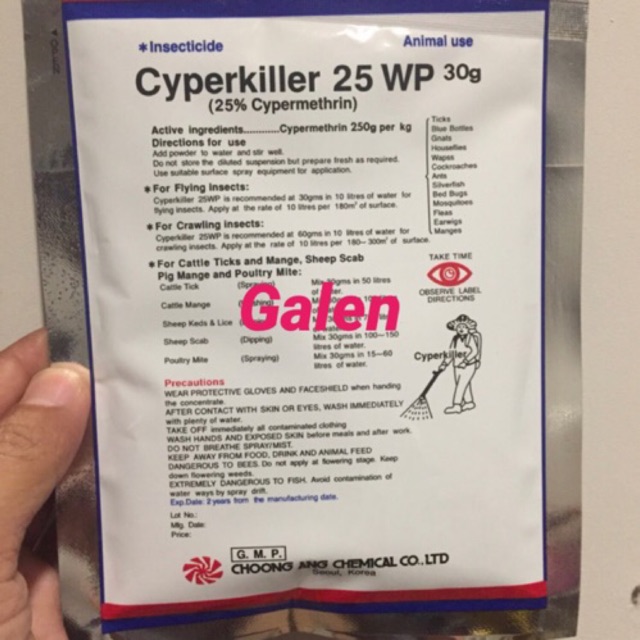 *Insecticide
Animal use
Cyperkiller 25 WP 30g
(25% Cypermethrin)
Active ingredients............Cypermethrin 250g per kg
Directions for use
Add powder to water and stir well.
Do not store the diluted suspension but prepare fresh as required.
Use suitable surface spray equipment for application.
*For Flying Insects:
Cyperkiller 25WP is recommended at 30gms in 10 litres of water for
flying insects. Apply at the rate of 10 litres per 180m² of surface.
*For Crawling Insects:
Cyperkiller 25WP is recommended at 60gms in 10 litres of water for
crawling insects. Apply at the rate of 10 litres per 180~300m² of surface.
Ticks
Blue Bottles
Gnats
Houseflies
Wapss
Cockroaches
Ants
Silverfish
Bed Bugs
Mosquitoes
Fleas
Earwigs
Manges
*For Cattle Ticks and Mange, Sheep Scab
Pig Mange and Poultry Mite:
Cattle Tick
Mix 30gms in 50 litres
Cattle Mange
Sheep Keds & Lice
Sheep Scab (Dipping) Mix 30gms in 100~150
litres of water.
Poultry Mite (Spraying) Mix 30gms in 15~60
litres of water.
Galen
TAKE TIME
OBSERVE LABEL
DIRECTIONS
Cyperkiller
Precautions
WEAR PROTECTIVE GLOVES AND FACESHIELD when handing
the concentrate.
AFTER CONTACT WITH SKIN OR EYES, WASH IMMEDIATELY
with plenty of water.
TAKE OFF immediately all contaminated clothing
WASH HANDS AND EXPOSED SKIN before meals and after work.
DO NOT BREATHE SPRAY/MIST.
KEEP AWAY FROM FOOD, DRINK AND ANIMAL FEED
DANGEROUS TO BEES. Do not apply at flowering stage. Keep
down flowering weeds.
EXTREMELY DANGEROUS TO FISH. Avoid contamination of
water ways by spray drift.
Exp.Date: 2 years from the manufacturing date.
Lot No.:
Mfg. Date:
Price:
G. M. P.
CHOONG ANG CHEMICAL CO., LTD
Seoul, Korea